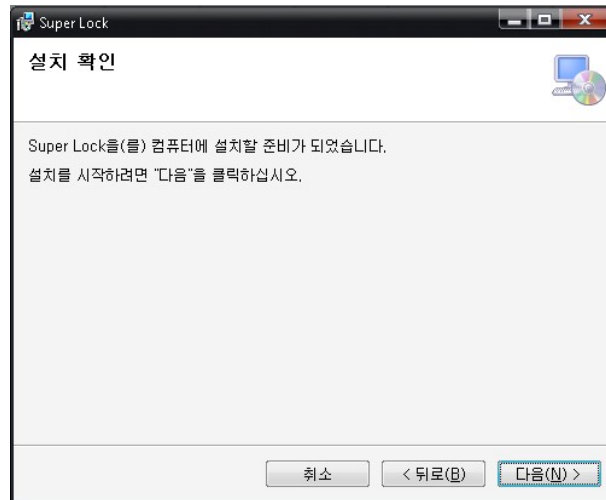 Super Lock
설치 확인
Super Lock을(를) 컴퓨터에 설치할 준비가 되었습니다.
설치를 시작하려면 "다음"을 클릭하십시오.
취소 < 뒤로(B) 다음(N) >